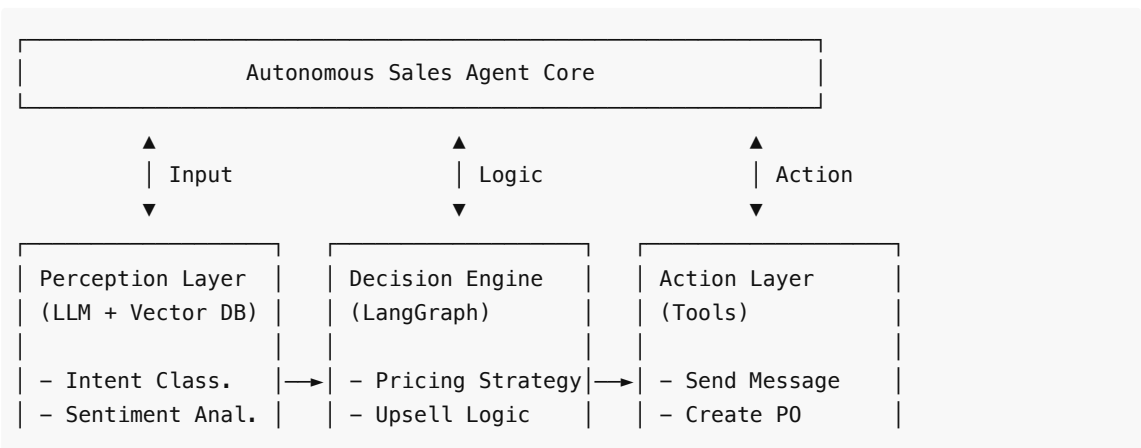 Autonomous Sales Agent Core
Input Logic Action
Perception Layer Decision Engine Action Layer
(LLM + Vector DB) (LangGraph) (Tools)
- Intent Class. - Pricing Strategy - Send Message
- Sentiment Anal. - Upsell Logic - Create PO